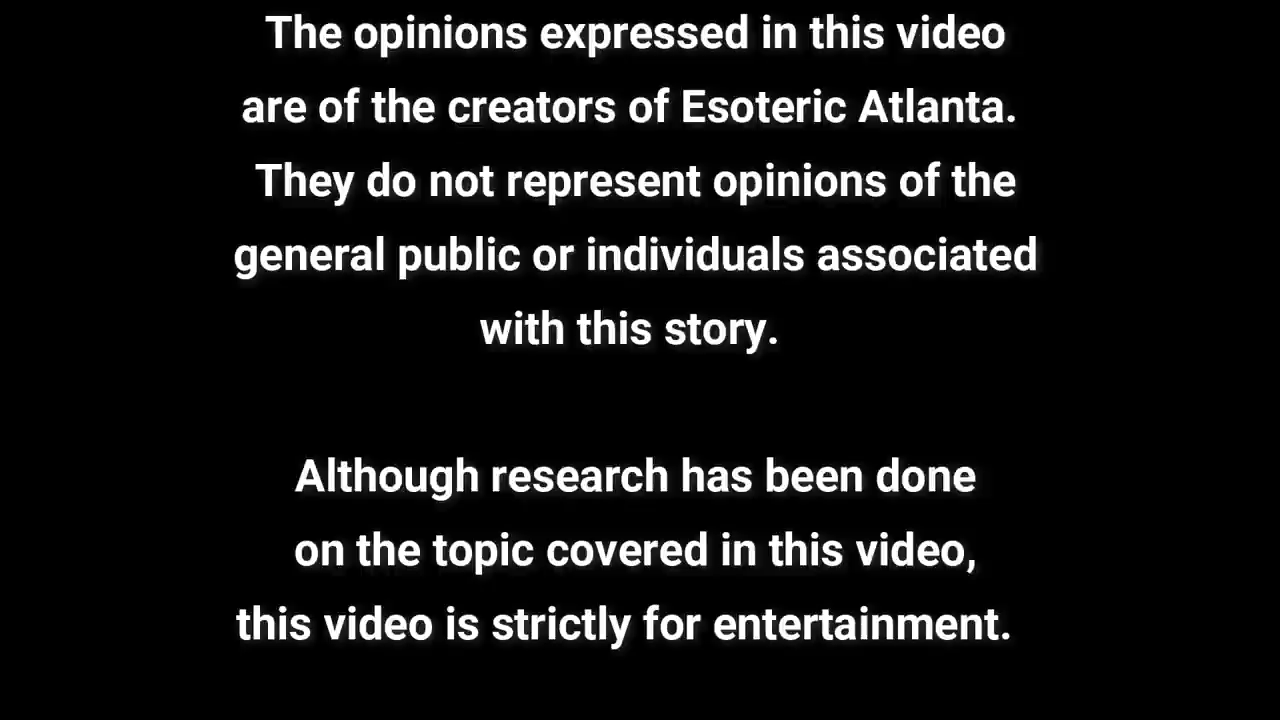 The opinions expressed in this video
are of the creators of Esoteric Atlanta.
They do not represent opinions of the
general public or individuals associated
with this story.
Although research has been done
on the topic covered in this video,
this video is strictly for entertainment.